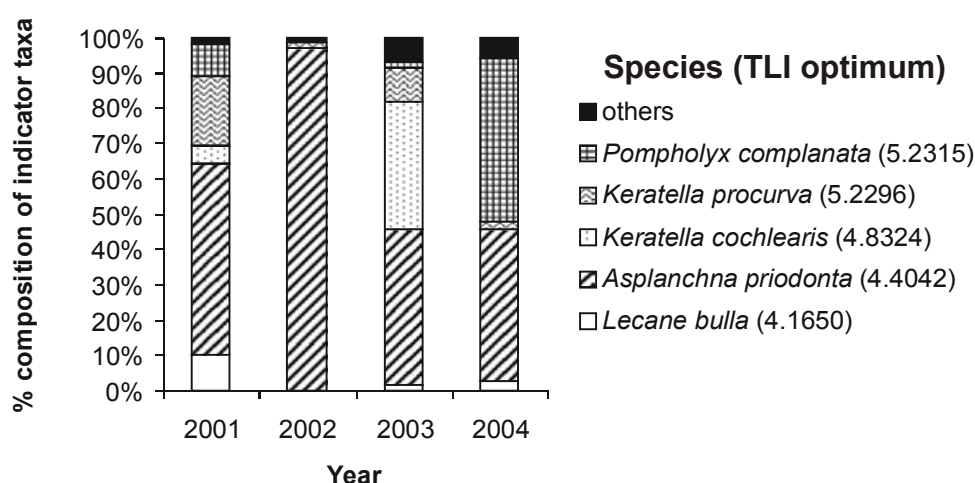 % composition of indicator taxa
100%
90%
80%
70%
60%
50%
40%
30%
20%
10%
0%
2001 2002 2003 2004
Year
Species (TLI optimum)
others
Pompholyx complanata (5.2315)
Keratella procurva (5.2296)
Keratella cochlearis (4.8324)
Asplanchna priodonta (4.4042)
Lecane bulla (4.1650)